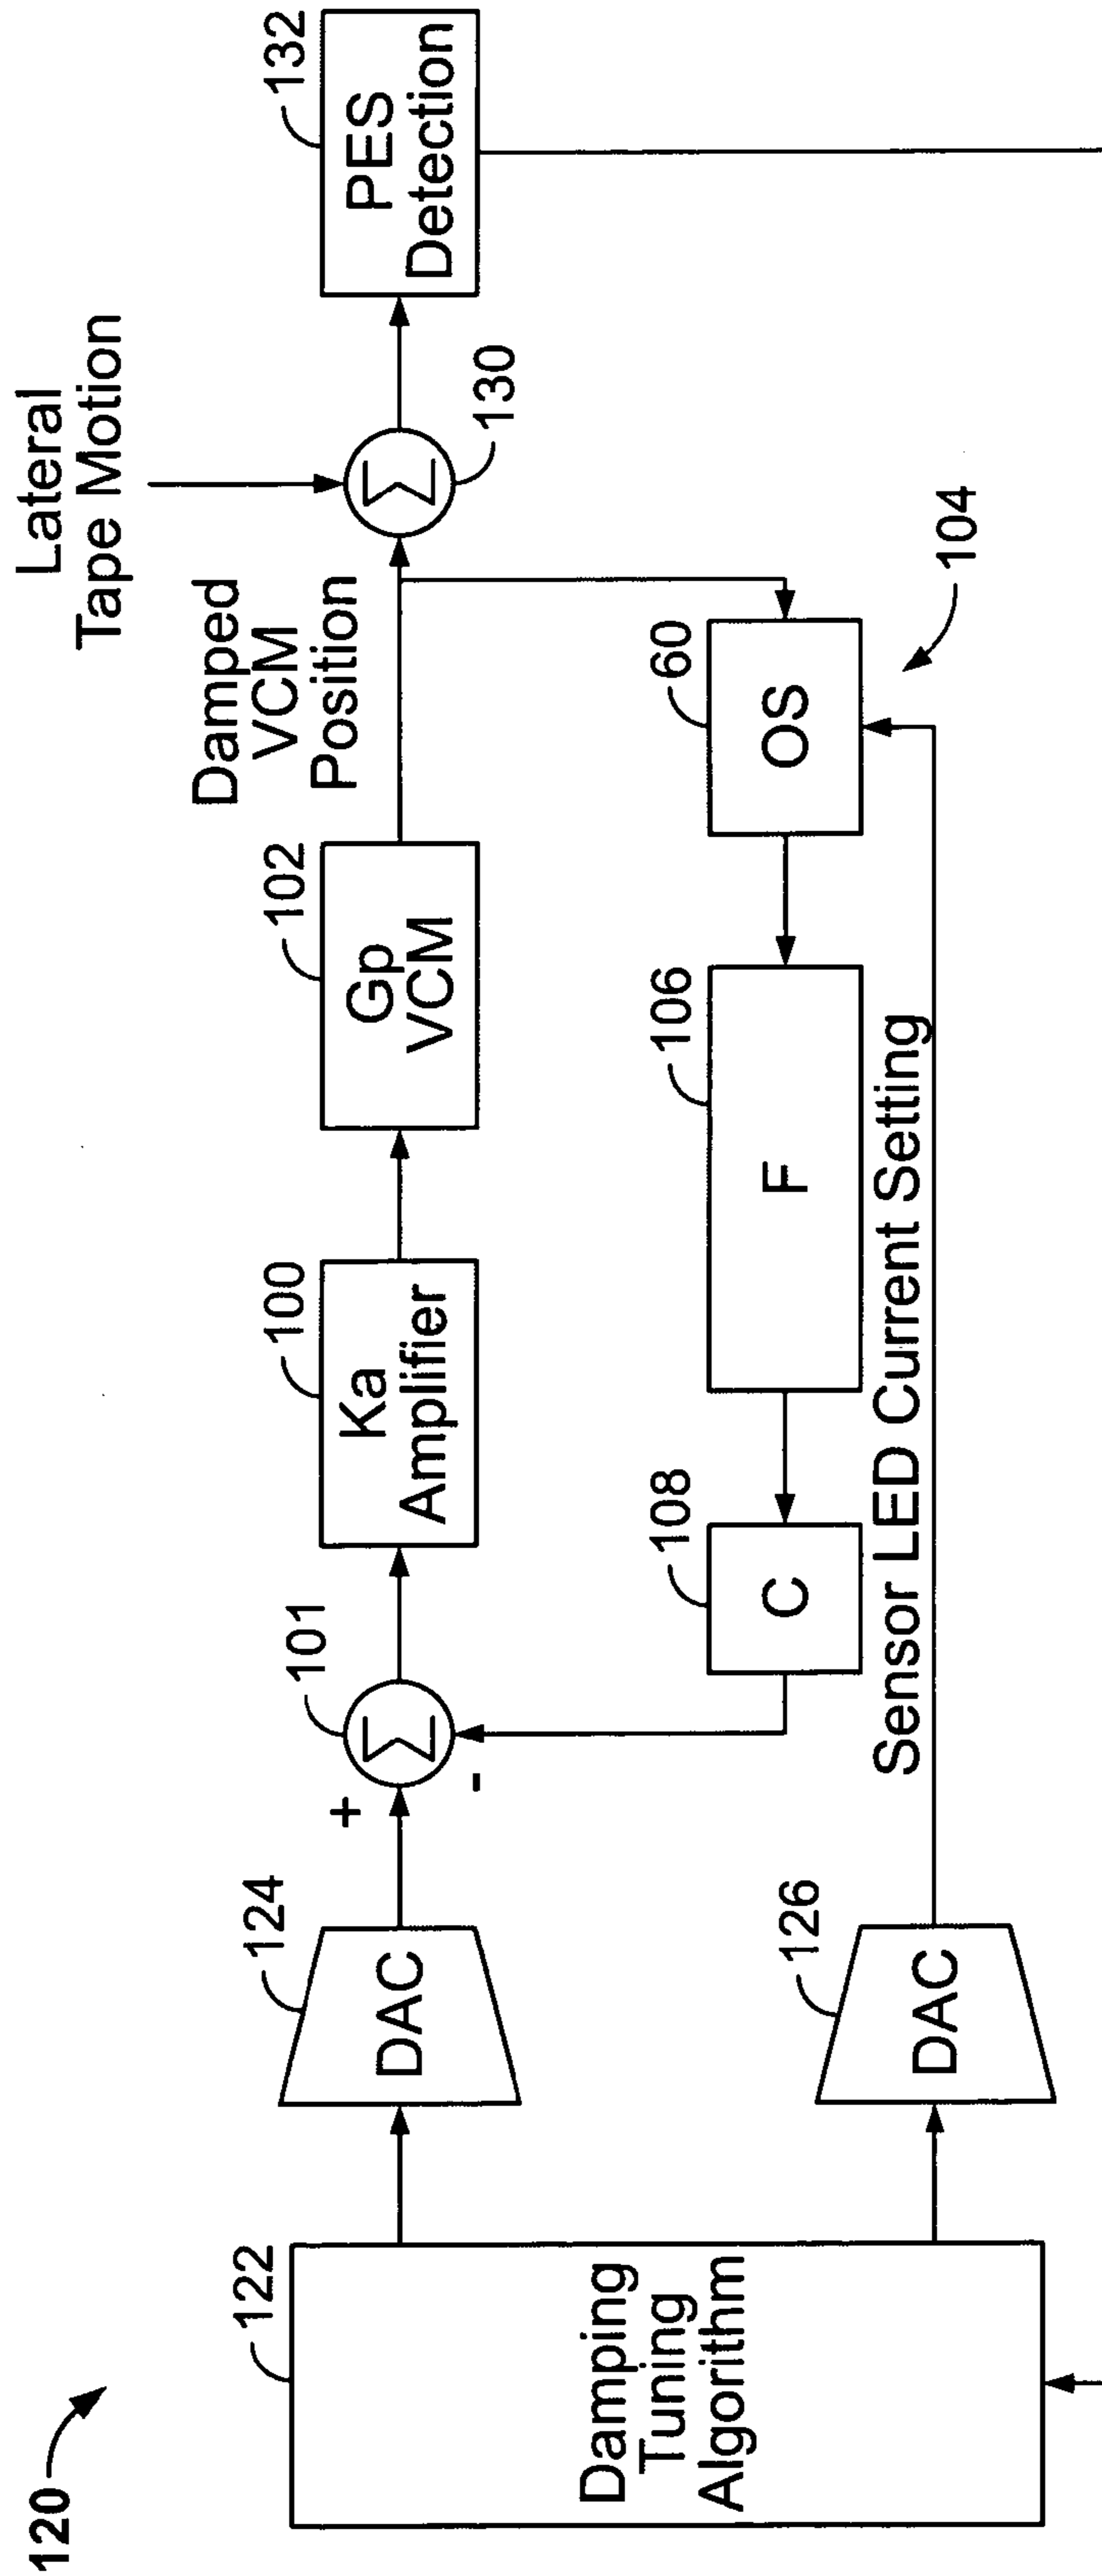 120
122
Damping
Tuning
Algorithm
124
DAC
126
DAC
+
-
101
Σ
100
Ka
Amplifier
102
Gp
VCM
Damped
VCM
Position
Lateral
Tape Motion
Σ
130
132
PES
Detection
108
C
106
F
60
OS
104
Sensor LED Current Setting